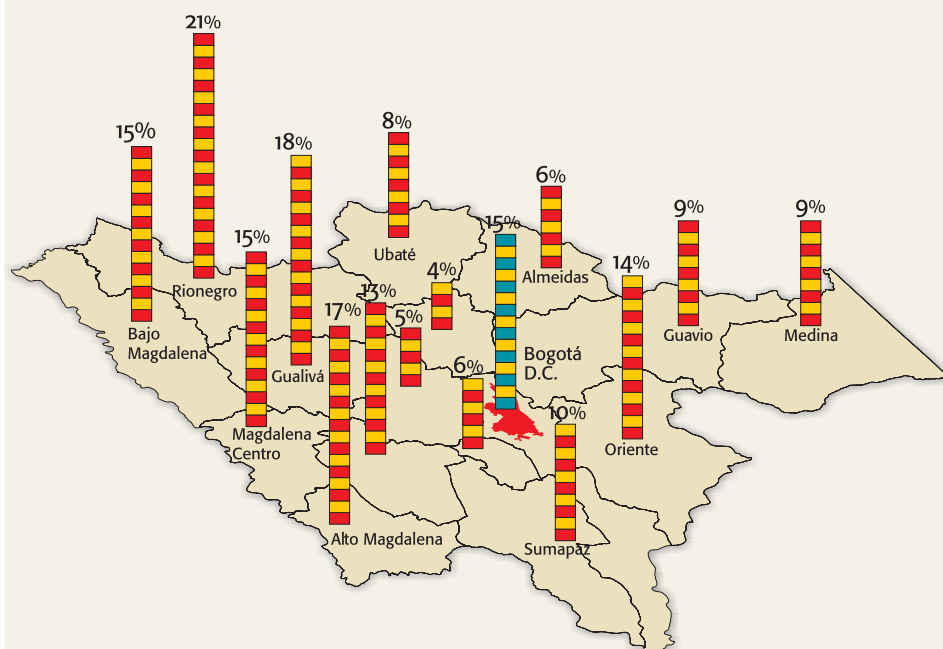 21%
15%
18%
8%
6%
15%
15%
9%
9%
Ubaté
4%
14%
Almeidas
Rionegro
13%
17%
5%
Bajo
Magdalena
Guavio
Medina
Bogotá
D.C.
6%
Gualivá
10%
Magdalena
Centro
Oriente
Alto Magdalena
Sumapaz